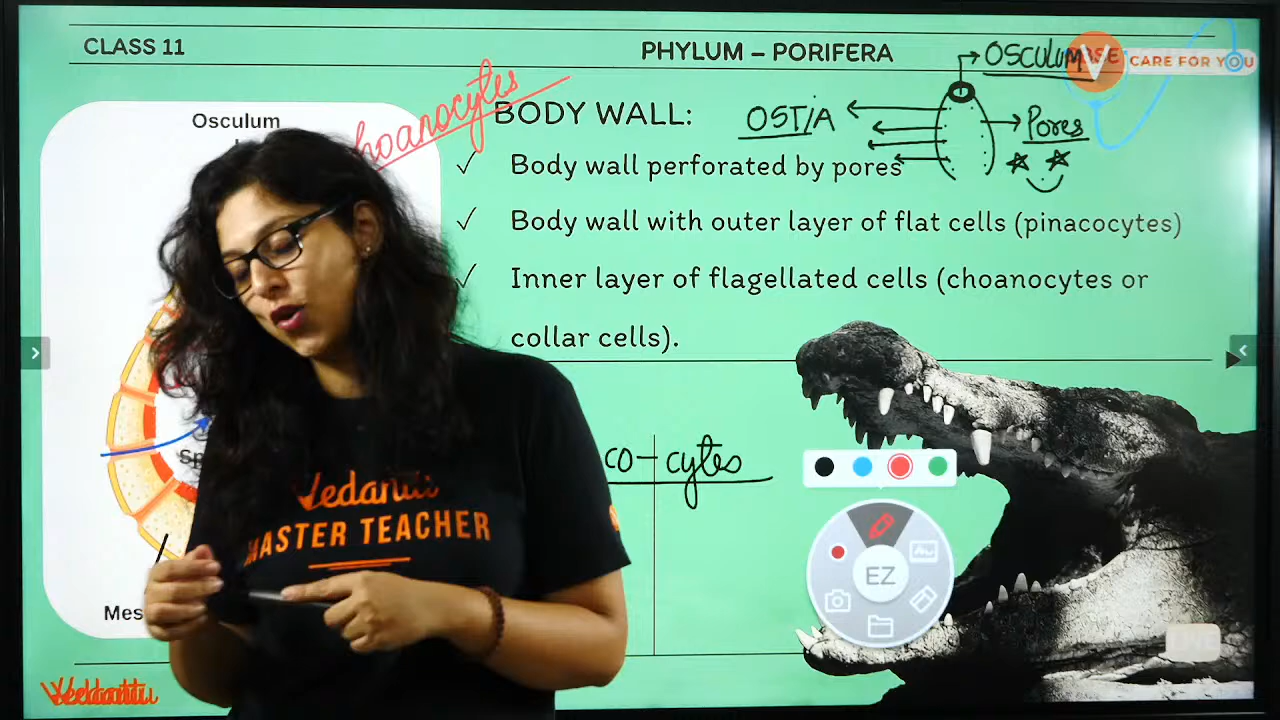 CLASS 11
PHYLUM – PORIFERA
OSCULUM
V
CARE FOR YOU
Osculum
choanocytes
BODY WALL:
OSTIA
Pores
✓ Body wall perforated by pores
✓ Body wall with outer layer of flat cells (pinacocytes)
✓ Inner layer of flagellated cells (choanocytes or
collar cells).
Sp
co-cytes
Vedantu
MASTER TEACHER
EZ
Mes
Vedantu